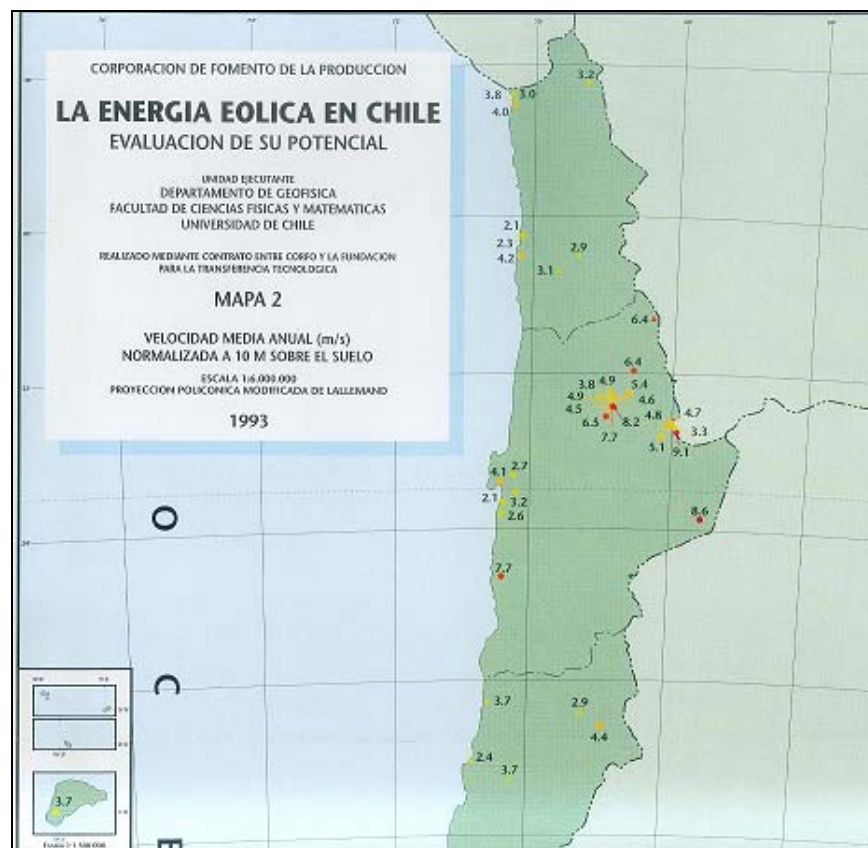 CORPORACION DE FOMENTO DE LA PRODUCCION
LA ENERGIA EOLICA EN CHILE
EVALUACION DE SU POTENCIAL
UNIDAD EJECUTANTE
DEPARTAMENTO DE GEOFISICA
FACULTAD DE CIENCIAS FISICAS Y MATEMATICAS
UNIVERSIDAD DE CHILE
REALIZADO MEDIANTE CONTRATO ENTRE CORFO Y LA FUNDACION
PARA LA TRANSFERENCIA TECNOLOGICA
MAPA 2
VELOCIDAD MEDIA ANUAL (m/s)
NORMALIZADA A 10 M SOBRE EL SUELO
ESCALA 1:6.000.000
PROYECCION POLICONICA MODIFICADA DE LALLEMAND
1993
3.2
3.8 3.0
4.0
2.1
2.3
4.2
2.9
3.1
6.4
6.4
3.8 4.9 5.4
4.9 4.6
4.5
6.5 8.2
7.7
4.7
4.8
3.3
5.1 9.1
4.1 2.7
2.1 3.2
2.6
8.6
7.7
3.7
2.9
4.4
2.4
3.7
O
C
E
3.7